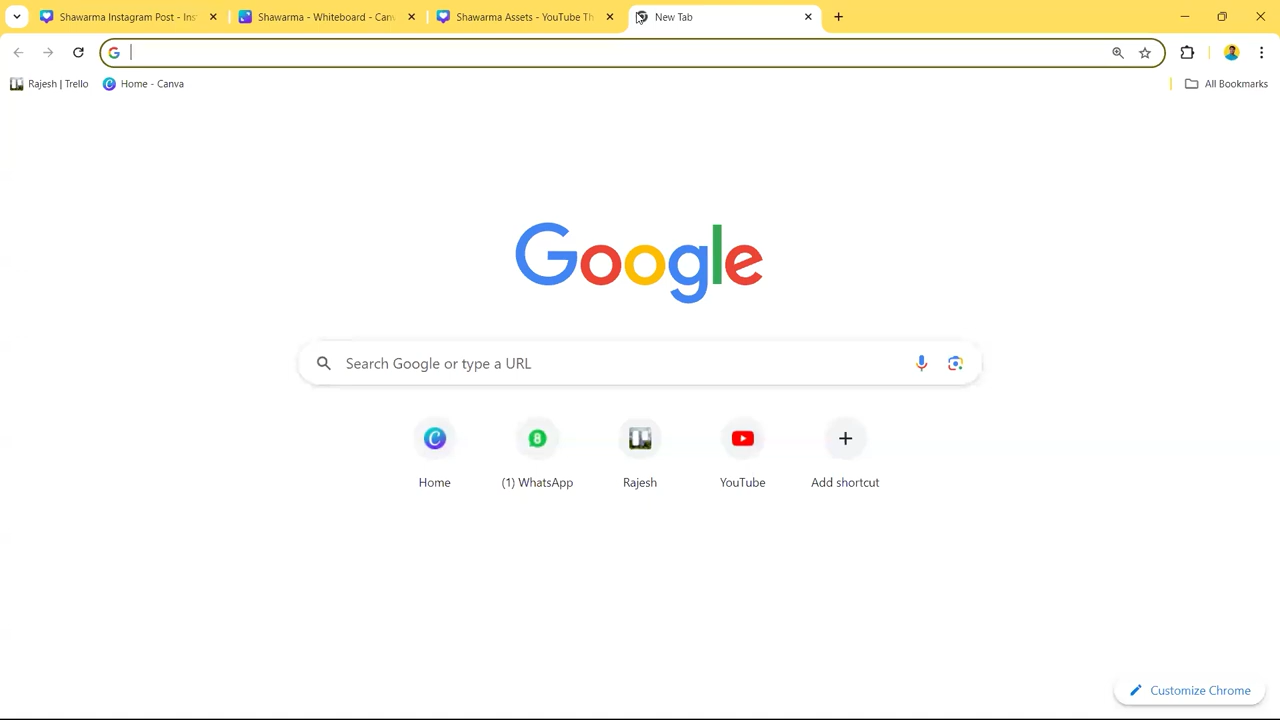 Shawarma Instagram Post - Ins
Shawarma - Whiteboard - Can
Shawarma Assets - YouTube Th
New Tab
Rajesh | Trello
Home - Canva
All Bookmarks
Google
Search Google or type a URL
Home
(1) WhatsApp
Rajesh
YouTube
Add shortcut
Customize Chrome